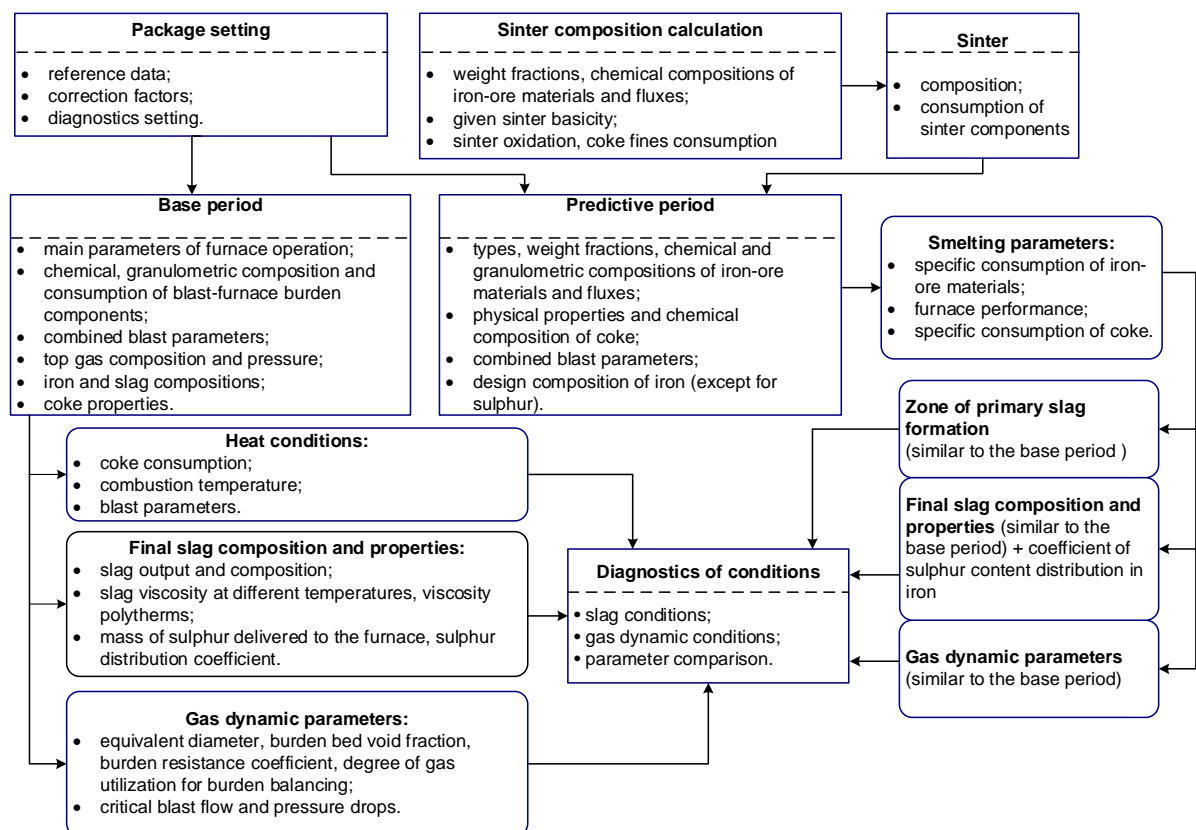 Package setting
• reference data;
• correction factors;
• diagnostics setting.
Sinter composition calculation
• weight fractions, chemical compositions of
iron-ore materials and fluxes;
• given sinter basicity;
• sinter oxidation, coke fines consumption
Sinter
• composition;
• consumption of
sinter components
Base period
• main parameters of furnace operation;
• chemical, granulometric composition and
consumption of blast-furnace burden
components;
• combined blast parameters;
• top gas composition and pressure;
• iron and slag compositions;
• coke properties.
Predictive period
• types, weight fractions, chemical and
granulometric compositions of iron-ore
materials and fluxes;
• physical properties and chemical
composition of coke;
• combined blast parameters;
• design composition of iron (except for
sulphur).
Smelting parameters:
• specific consumption of iron-
ore materials;
• furnace performance;
• specific consumption of coke.
Heat conditions:
• coke consumption;
• combustion temperature;
• blast parameters.
Final slag composition and properties:
• slag output and composition;
• slag viscosity at different temperatures, viscosity
polytherms;
• mass of sulphur delivered to the furnace, sulphur
distribution coefficient.
Gas dynamic parameters:
• equivalent diameter, burden bed void fraction,
burden resistance coefficient, degree of gas
utilization for burden balancing;
• critical blast flow and pressure drops.
Diagnostics of conditions
• slag conditions;
• gas dynamic conditions;
• parameter comparison.
Zone of primary slag
formation
(similar to the base period )
Final slag composition and
properties (similar to the
base period) + coefficient of
sulphur content distribution in
iron
Gas dynamic parameters
(similar to the base period)